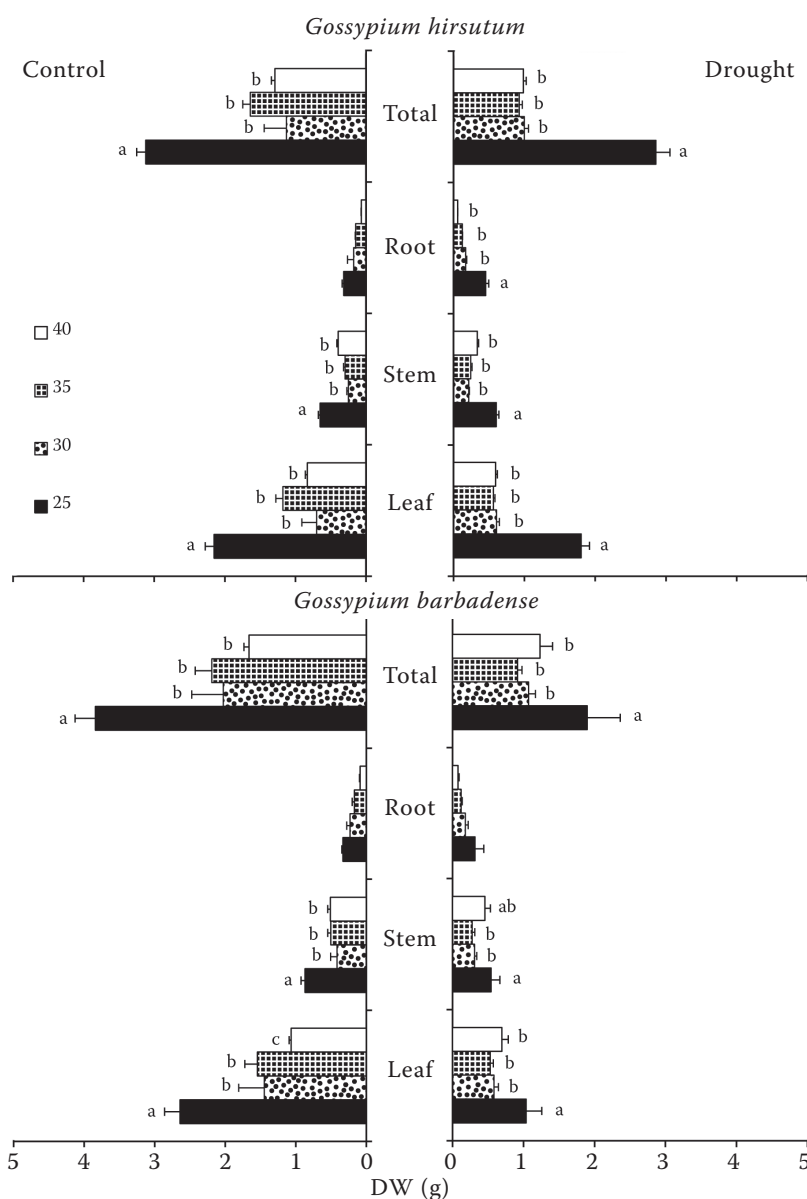 Gossypium hirsutum
Control Drought
b b
b Total b
b b
a a
b
Root b
b
a
40
b b
b Stem b
35
b b
a a
30
b b
b Leaf b
25
b b
a a
Gossypium barbadense
b b
b Total b
b b
a a
Root
b ab
b Stem b
b b
a a
c b
b Leaf b
b b
a a
5 4 3 2 1 0 0 1 2 3 4 5
DW (g)